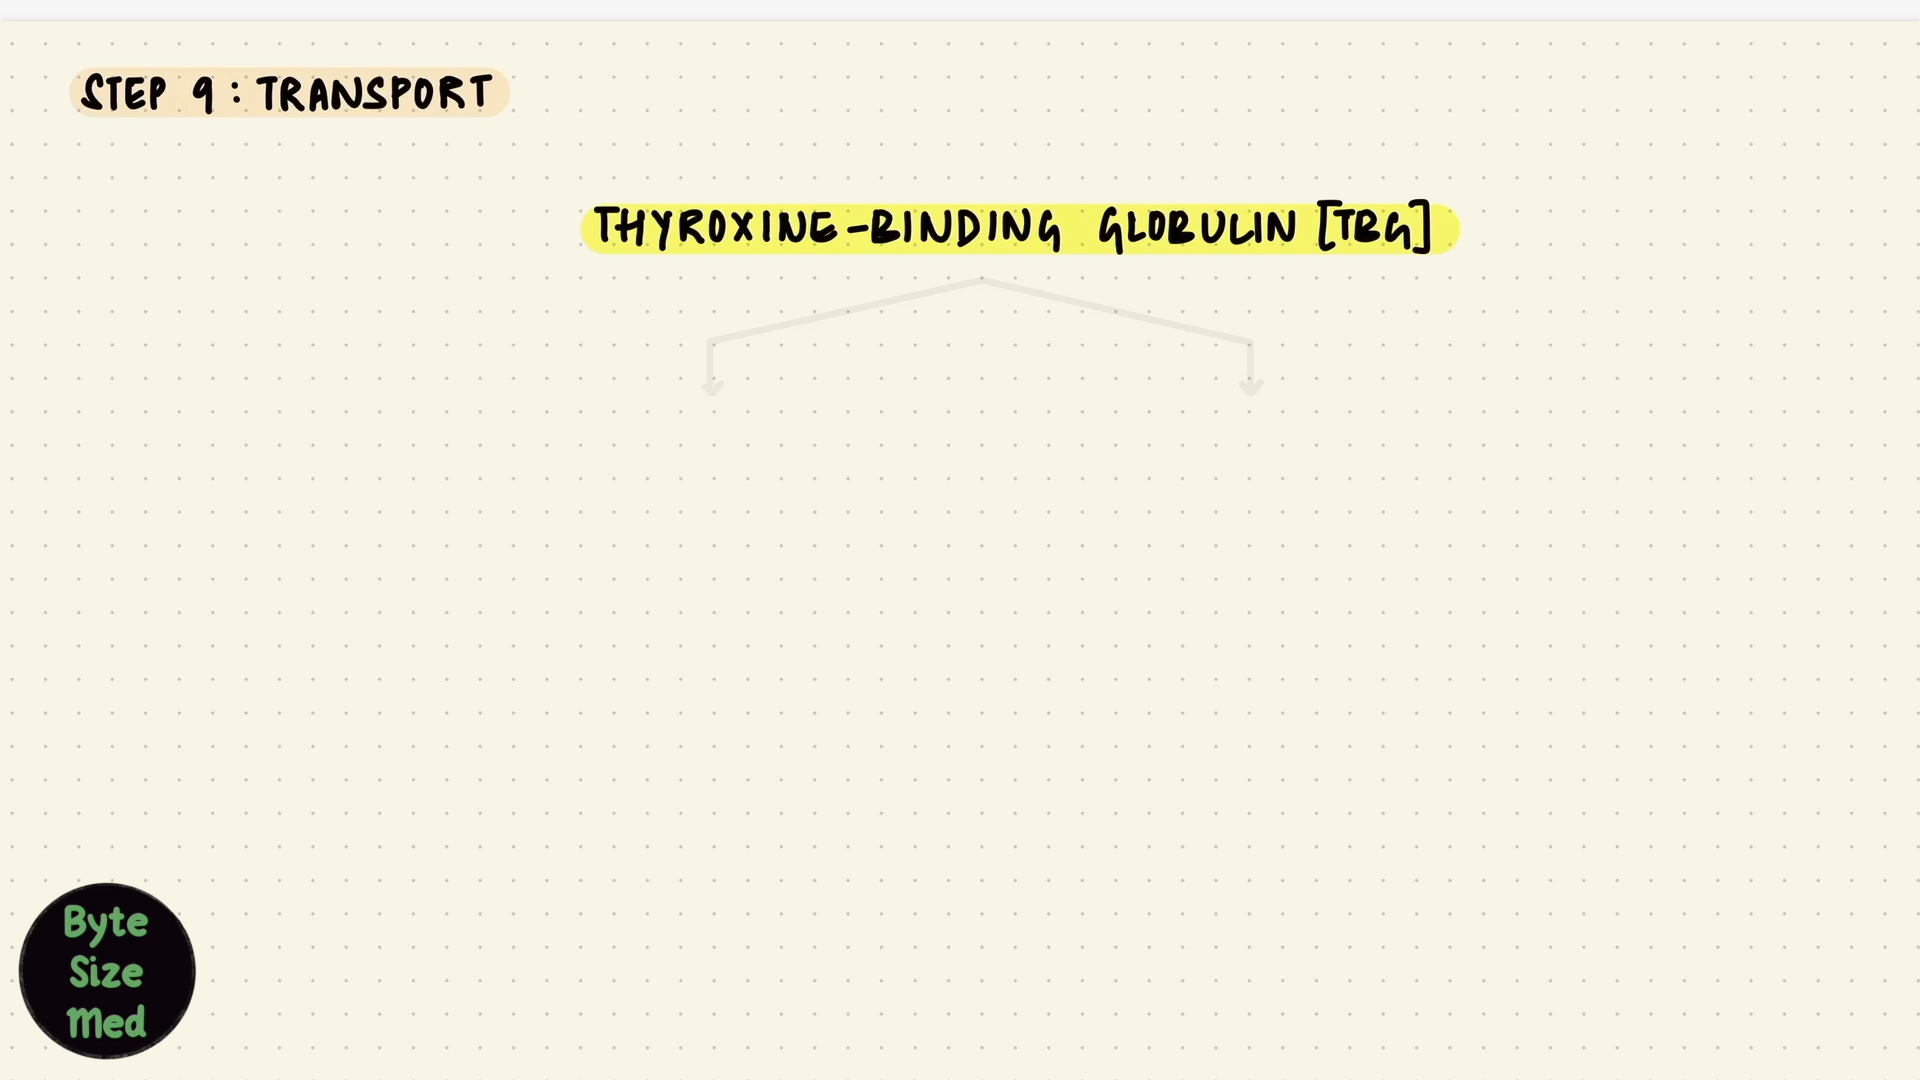 STEP 9 : TRANSPORT
THYROXINE-BINDING GLOBULIN [TBG]
Byte
Size
Med